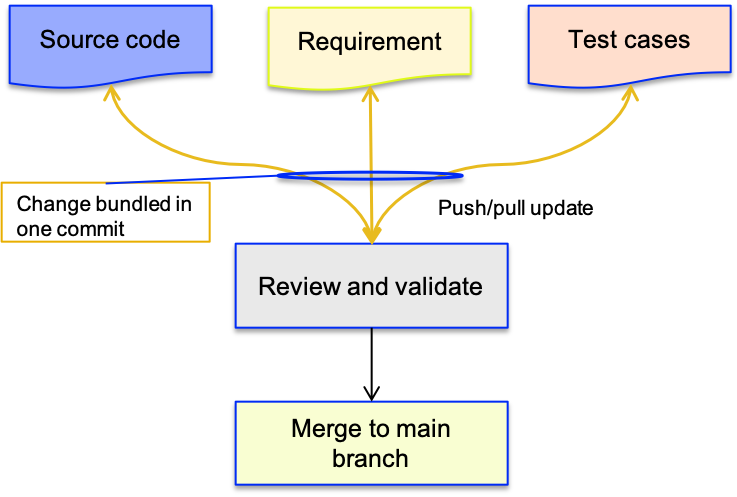 Source code
Requirement
Test cases
Change bundled in
one commit
Push/pull update
Review and validate
Merge to main
branch